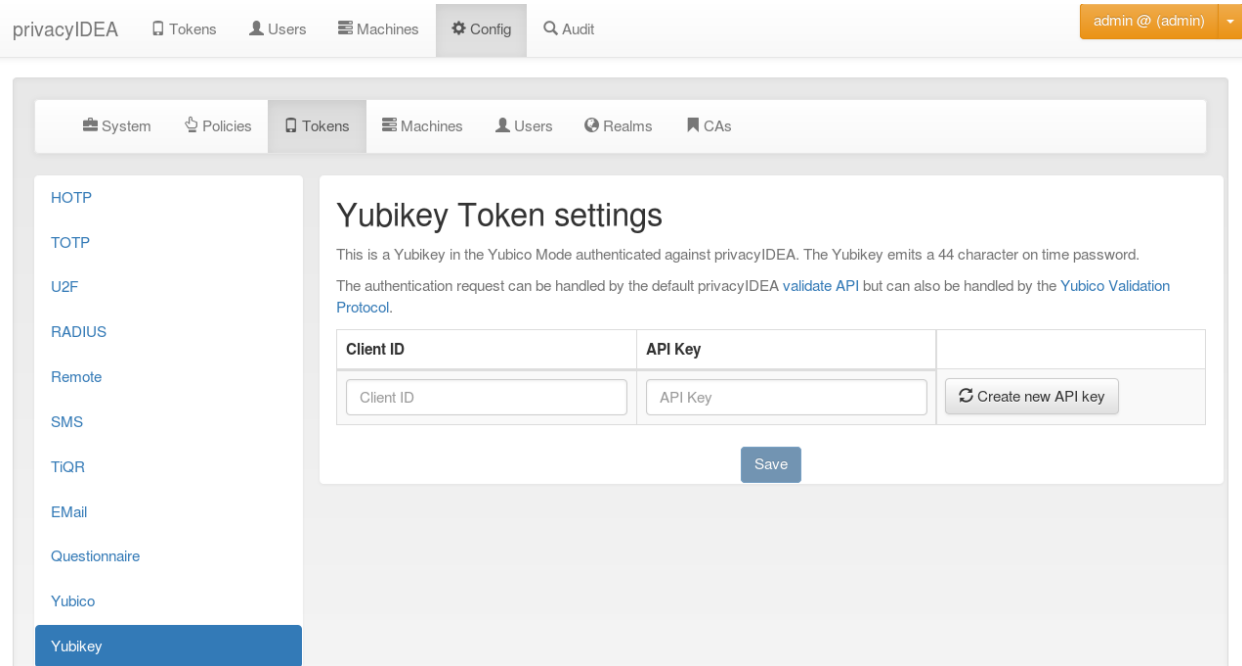 privacyIDEA Tokens Users Machines Config Audit admin @ (admin)
System Policies Tokens Machines Users Realms CAs
HOTP
TOTP
U2F
RADIUS
Remote
SMS
TiQR
EMail
Questionnaire
Yubico
Yubikey
Yubikey Token settings
This is a Yubikey in the Yubico Mode authenticated against privacyIDEA. The Yubikey emits a 44 character on time password.
The authentication request can be handled by the default privacyIDEA validate API but can also be handled by the Yubico Validation
Protocol.
Client ID API Key
Client ID API Key Create new API key
Save